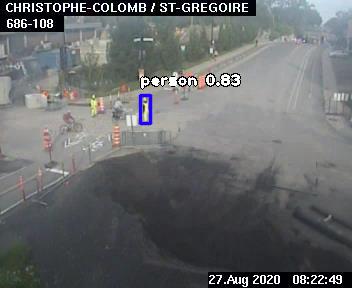 CHRISTOPHE-COLOMB / ST-GREGOIRE
686-108
person 0.83
27.Aug 2020 08:22:49